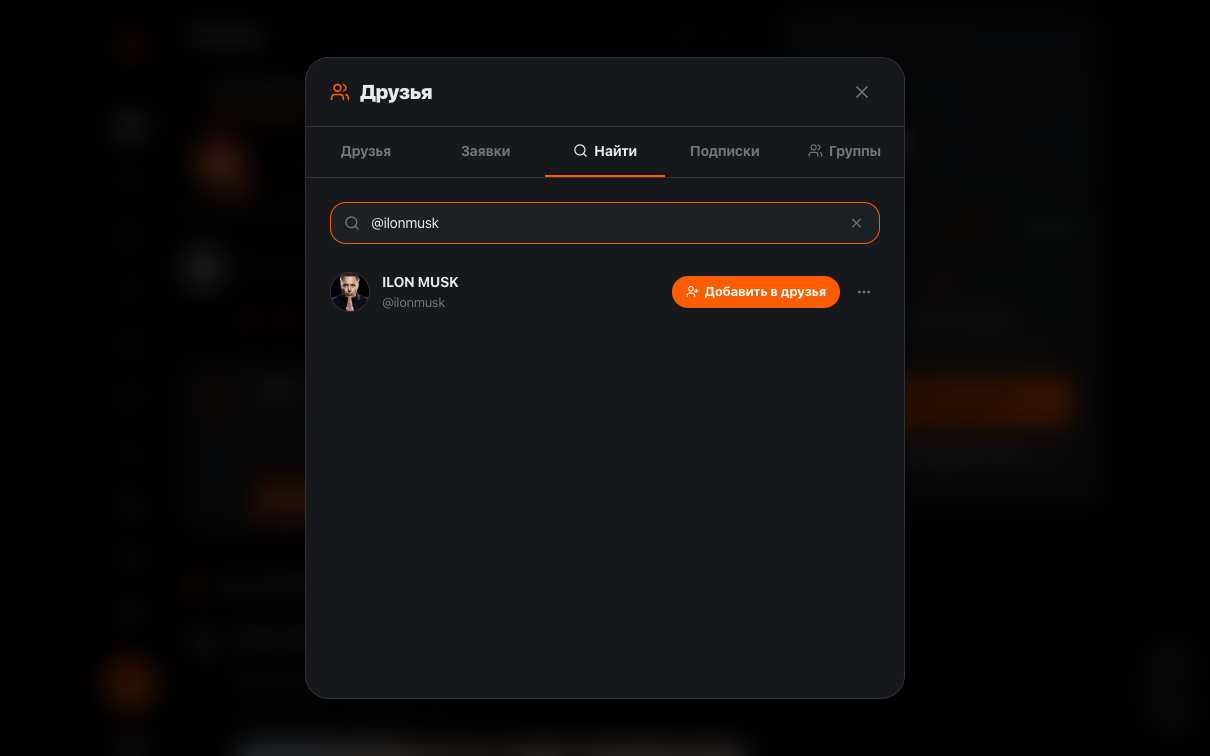 Друзья
Друзья
Заявки
Найти
Подписки
Группы
@ilonmusk
ILON MUSK
@ilonmusk
Добавить в друзья